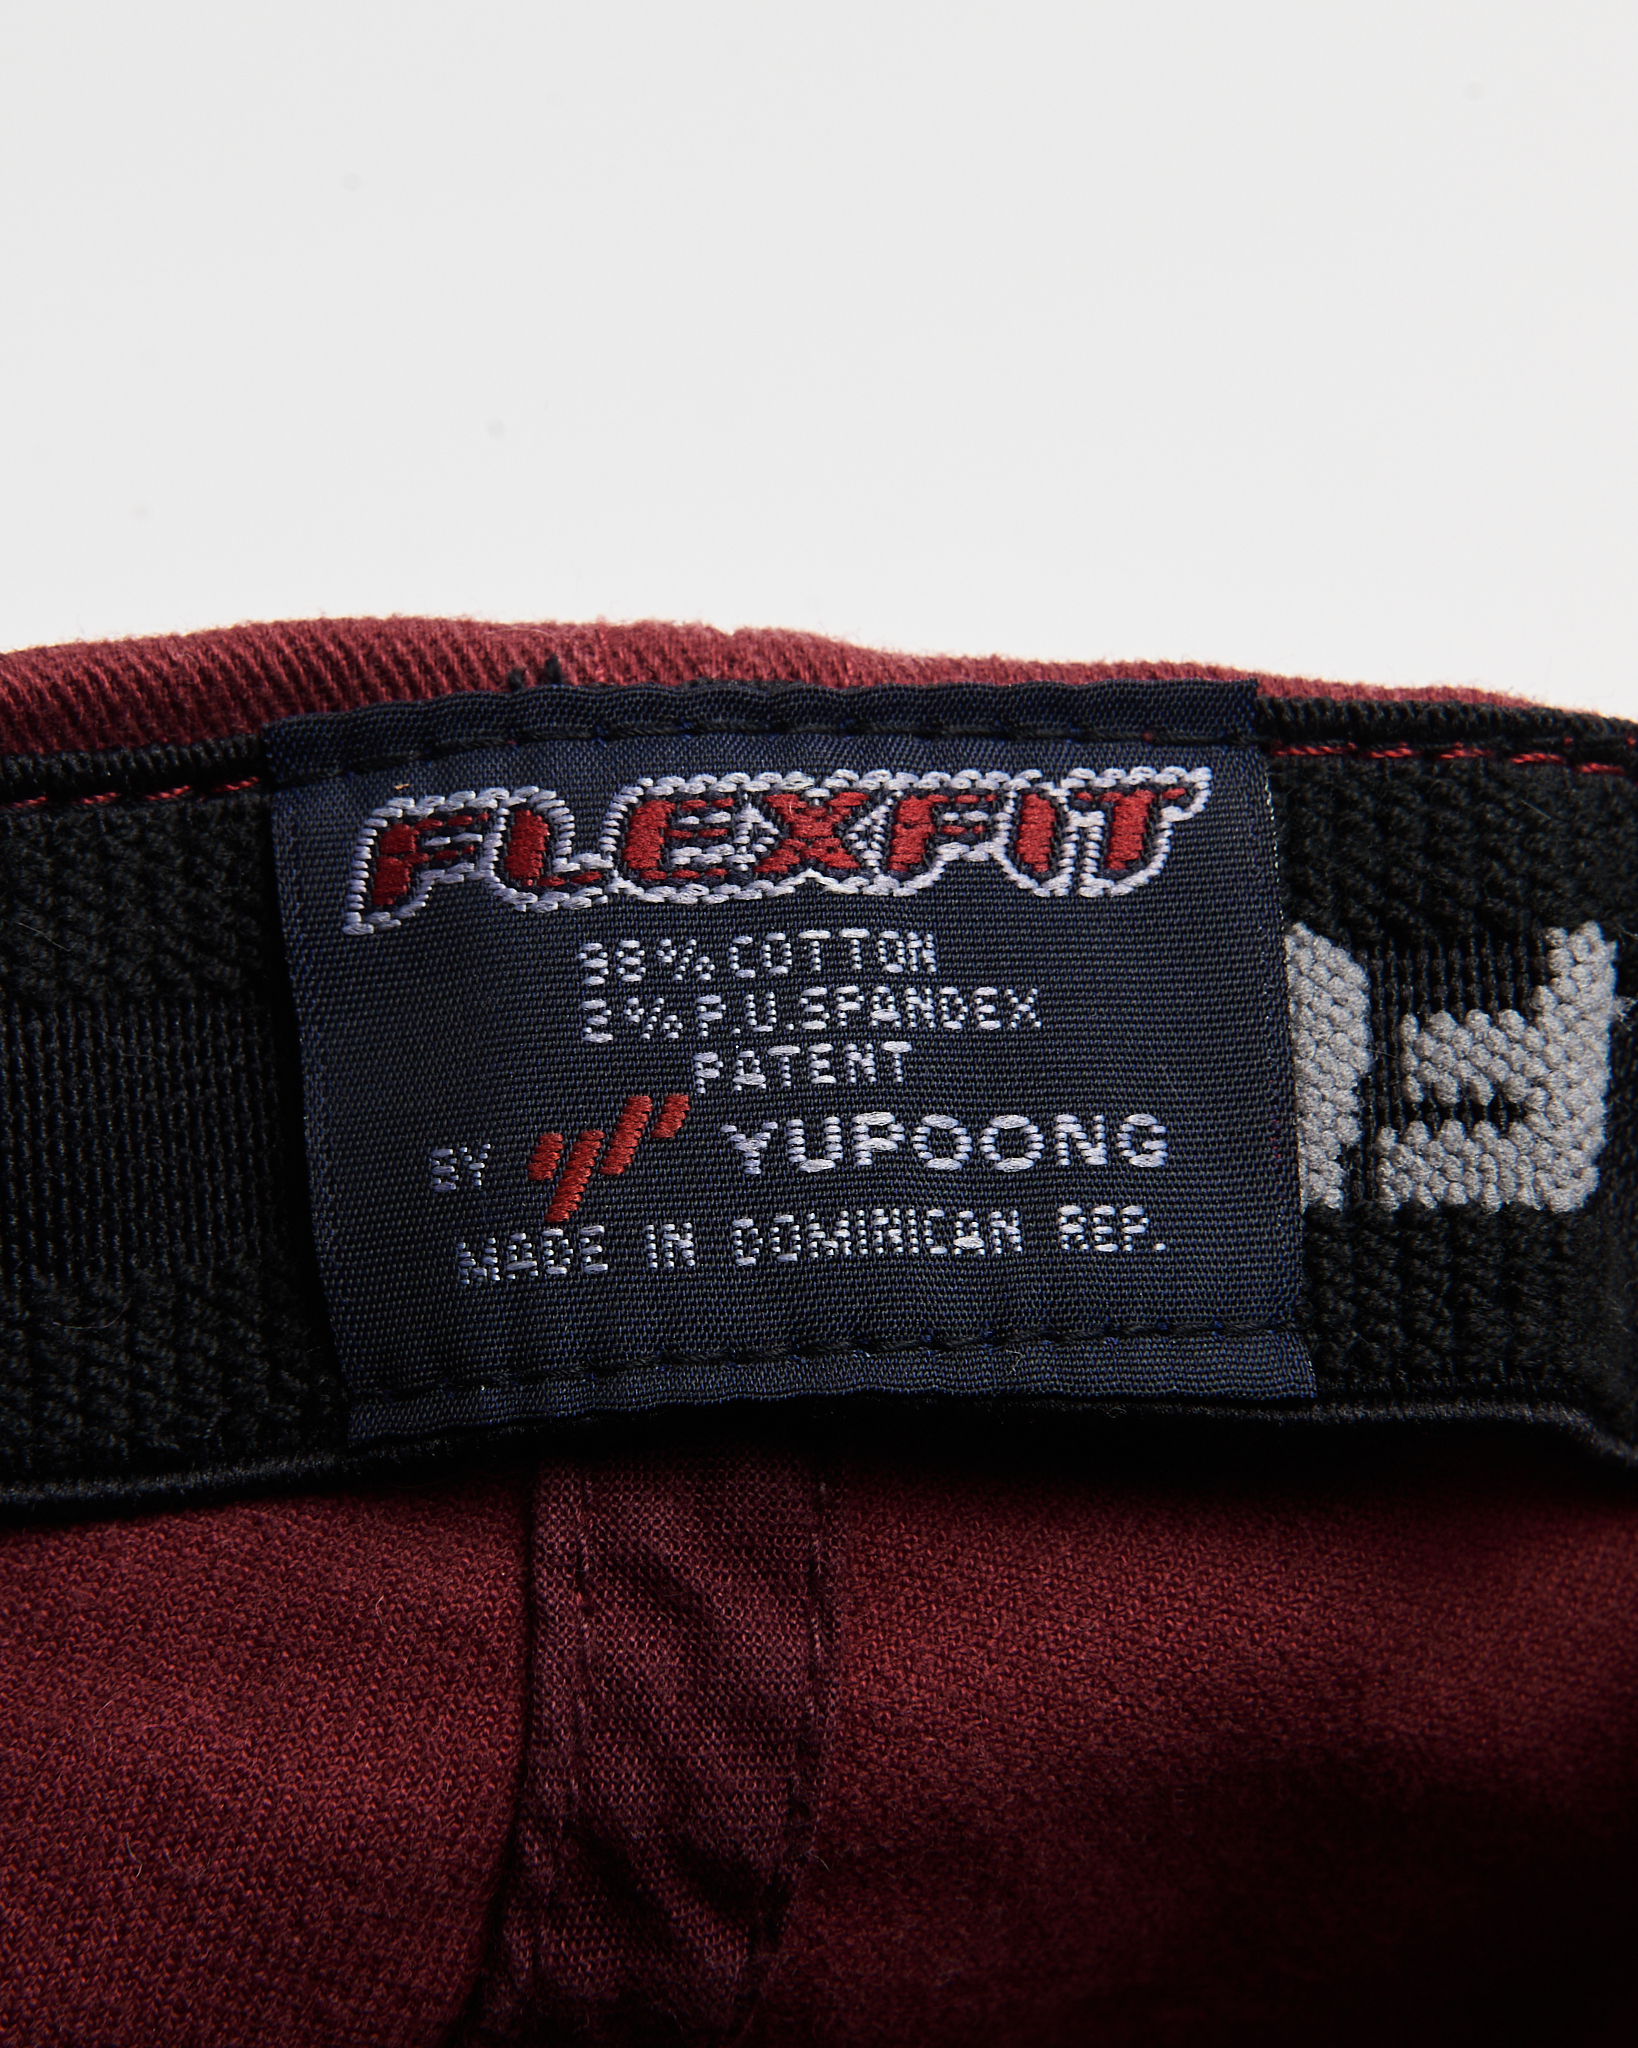 FLEXFIT
98% COTTON
2% P.U.SPANDEX
PATENT
BY YUPOONG
MADE IN DOMINICAN REP.